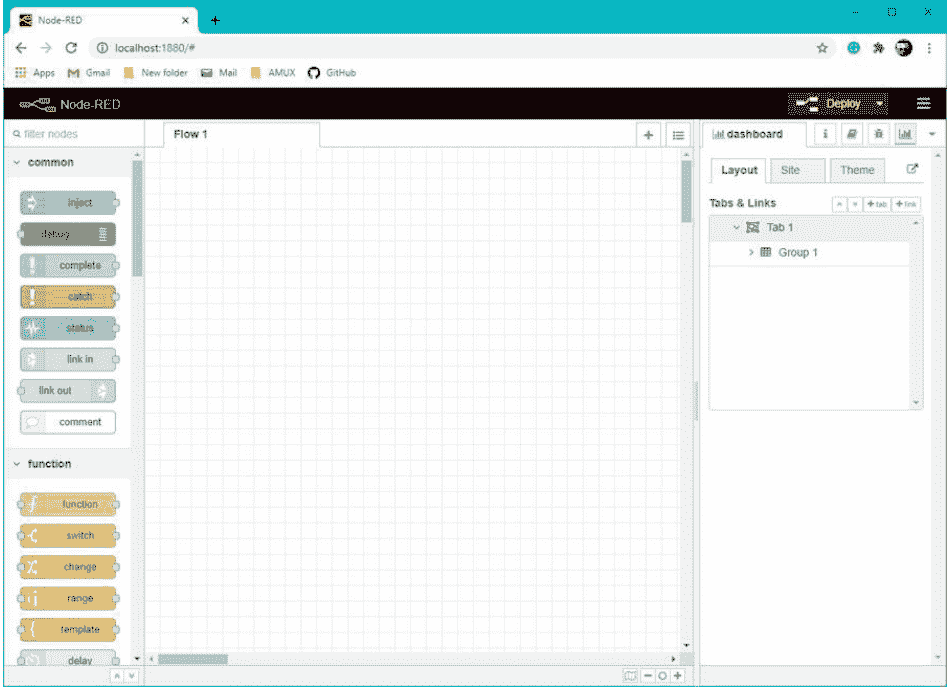 Node-RED
localhost:1880/#
Apps Gmail New folder Mail AMUX GitHub
Node-RED Deploy
filter nodes Flow 1 dashboard i
common
inject
debug
complete
catch
status
link in
link out
comment
function
function
switch
change
range
template
delay
Layout Site Theme
Tabs & Links + tab + link
Tab 1
Group 1